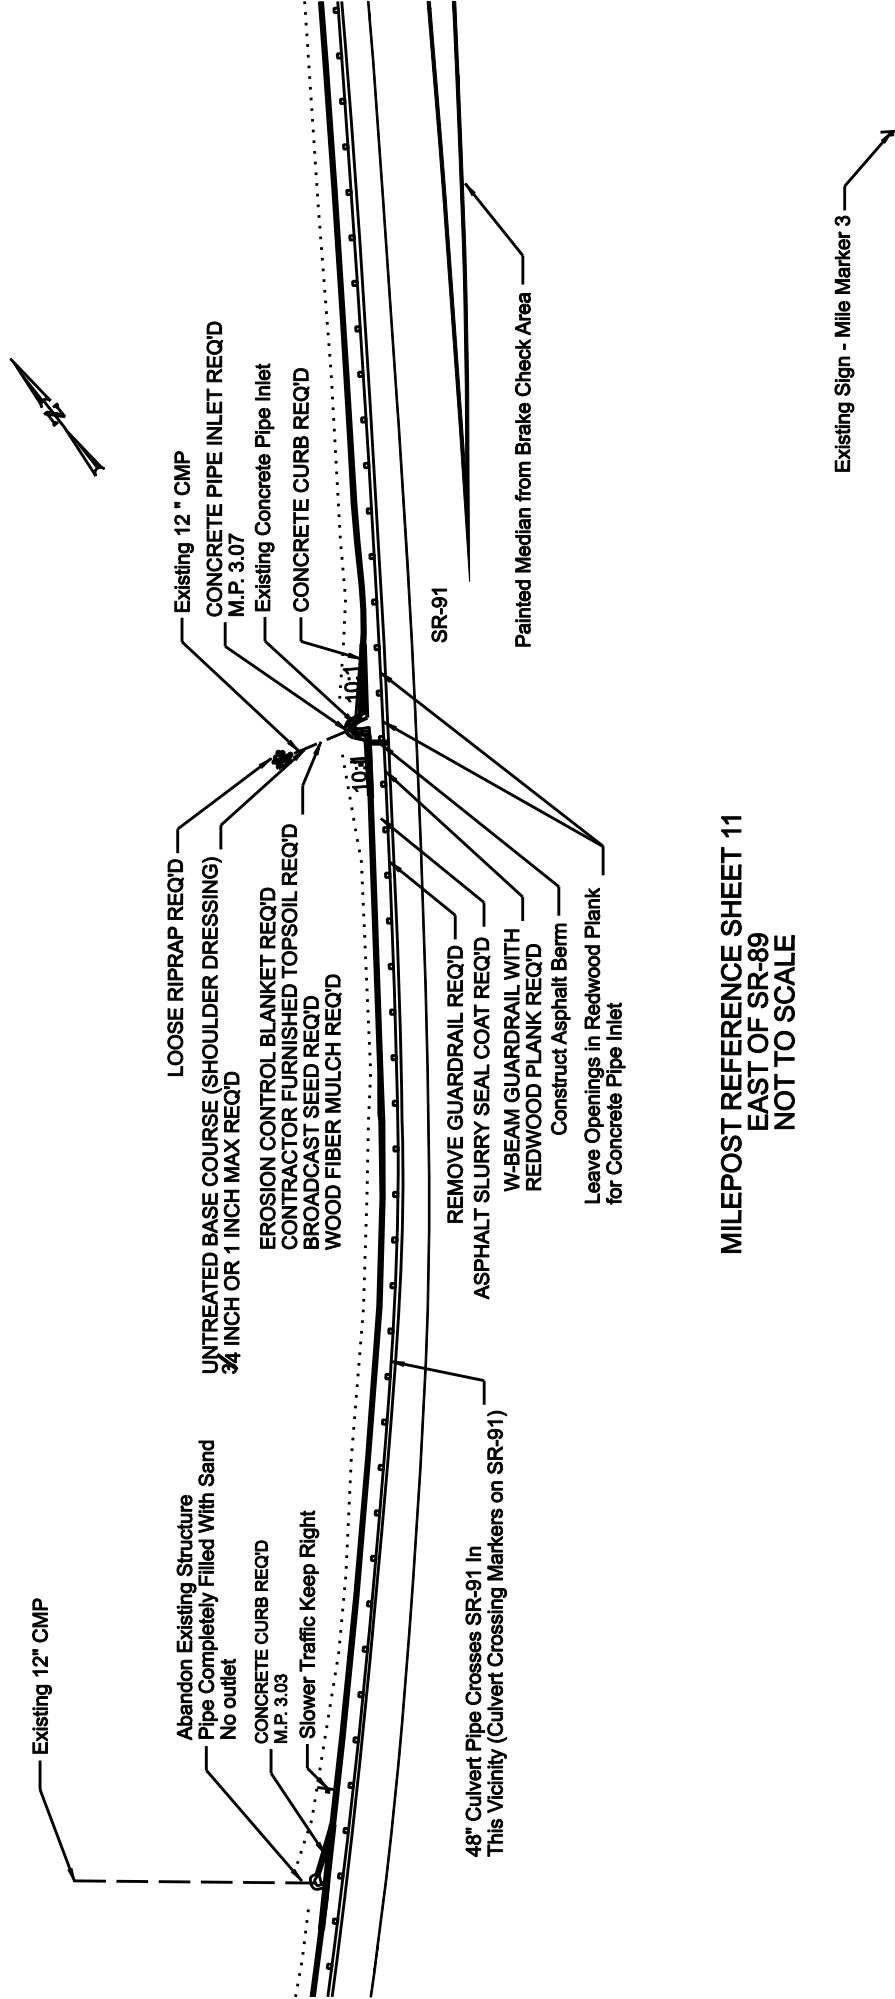 Existing 12" CMP
Abandon Existing Structure
Pipe Completely Filled With Sand
No outlet
CONCRETE CURB REQ'D
M.P. 3.03
Slower Traffic Keep Right
48" Culvert Pipe Crosses SR-91 In
This Vicinity (Culvert Crossing Markers on SR-91)
LOOSE RIPRAP REQ'D
UNTREATED BASE COURSE (SHOULDER DRESSING)
3/4 INCH OR 1 INCH MAX REQ'D
EROSION CONTROL BLANKET REQ'D
CONTRACTOR FURNISHED TOPSOIL REQ'D
BROADCAST SEED REQ'D
WOOD FIBER MULCH REQ'D
REMOVE GUARDRAIL REQ'D
ASPHALT SLURRY SEAL COAT REQ'D
W-BEAM GUARDRAIL WITH
REDWOOD PLANK REQ'D
Construct Asphalt Berm
Leave Openings in Redwood Plank
for Concrete Pipe Inlet
10:1
10:1
Existing 12 " CMP
CONCRETE PIPE INLET REQ'D
M.P. 3.07
Existing Concrete Pipe Inlet
CONCRETE CURB REQ'D
SR-91
Painted Median from Brake Check Area
N
Existing Sign - Mile Marker 3
MILEPOST REFERENCE SHEET 11
EAST OF SR-89
NOT TO SCALE